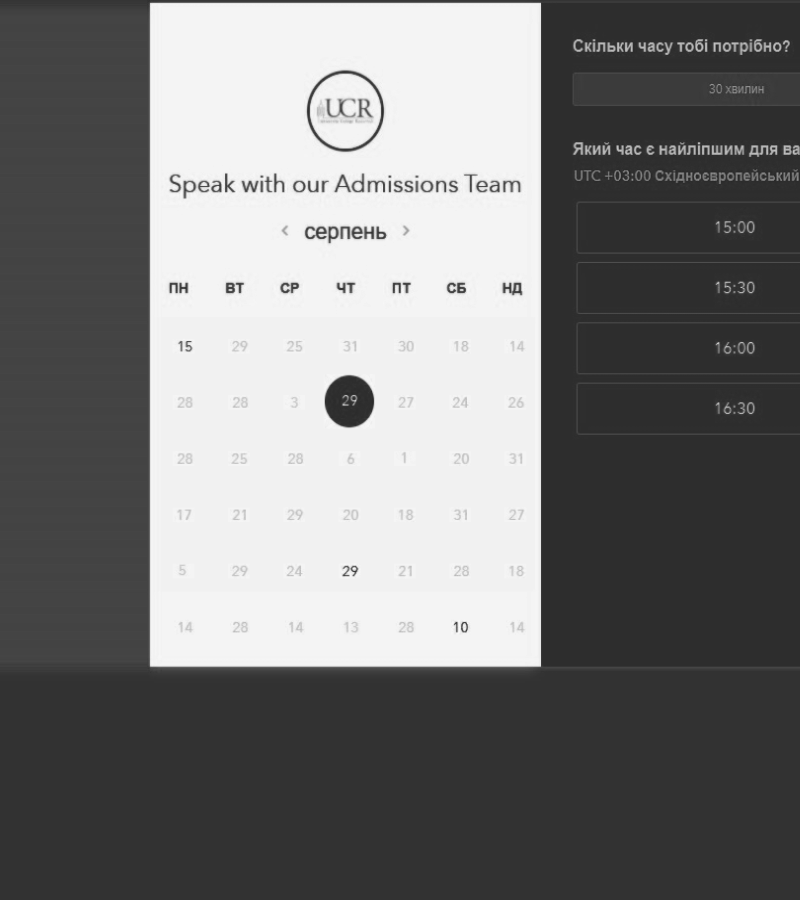 UCR
Speak with our Admissions Team
< серпень >
ПН ВТ СР ЧТ ПТ СБ НД
15 29 25 31 30 18 14
28 28 3 29 27 24 26
28 25 28 6 1 20 31
17 21 29 20 18 31 27
5 29 24 29 21 28 18
14 28 14 13 28 10 14
Скільки часу тобі потрібно?
30 хвилин
Який час є найліпшим для ва
UTC +03:00 Східноєвропейський
15:00
15:30
16:00
16:30